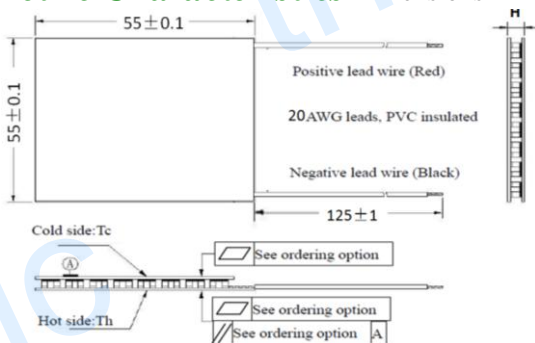 55±0.1
H
Positive lead wire (Red)
55±0.1
20AWG leads, PVC insulated
Negative lead wire (Black)
125±1
Cold side:Tc
A
See ordering option
See ordering option
Hot side:Th
See ordering option A